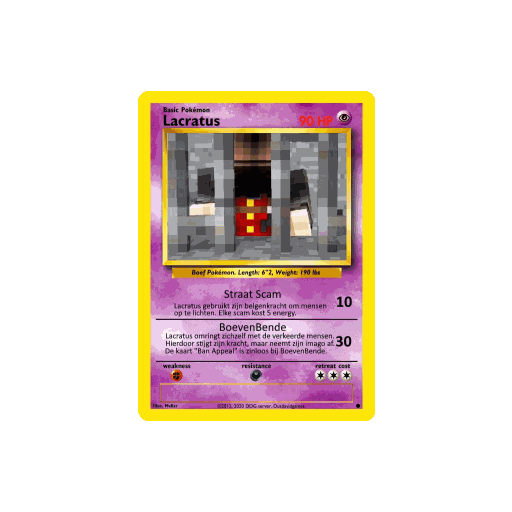 Basic Pokémon
Lacratus
90 HP
Boef Pokémon. Length: 6"2, Weight: 190 lbs
Straat Scam
Lacratus gebruikt zijn belgenkracht om mensen
op te lichten. Elke scam kost 5 energy.
10
BoevenBende
Lacratus omringt zichzelf met de verkeerde mensen.
Hierdoor stijgt zijn kracht, maar neemt zijn imago af.
De kaart "Ban Appeal" is zinloos bij BoevenBende.
30
weakness
resistance
retreat cost
Illus. Meller